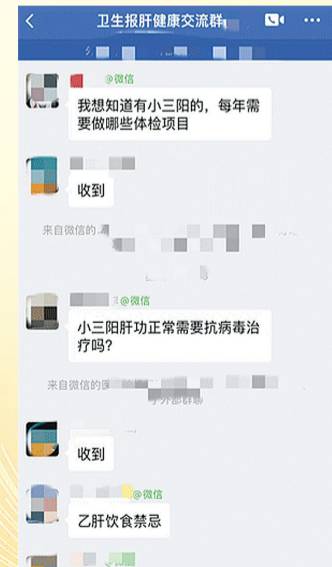 卫生报肝健康交流群
@微信
我想知道有小三阳的，每年需
要做哪些体检项目
收到
来自微信的
@微信
小三阳肝功正常需要抗病毒治
疗吗？
来自微信的医
收到
@微信
乙肝饮食禁忌
@微信